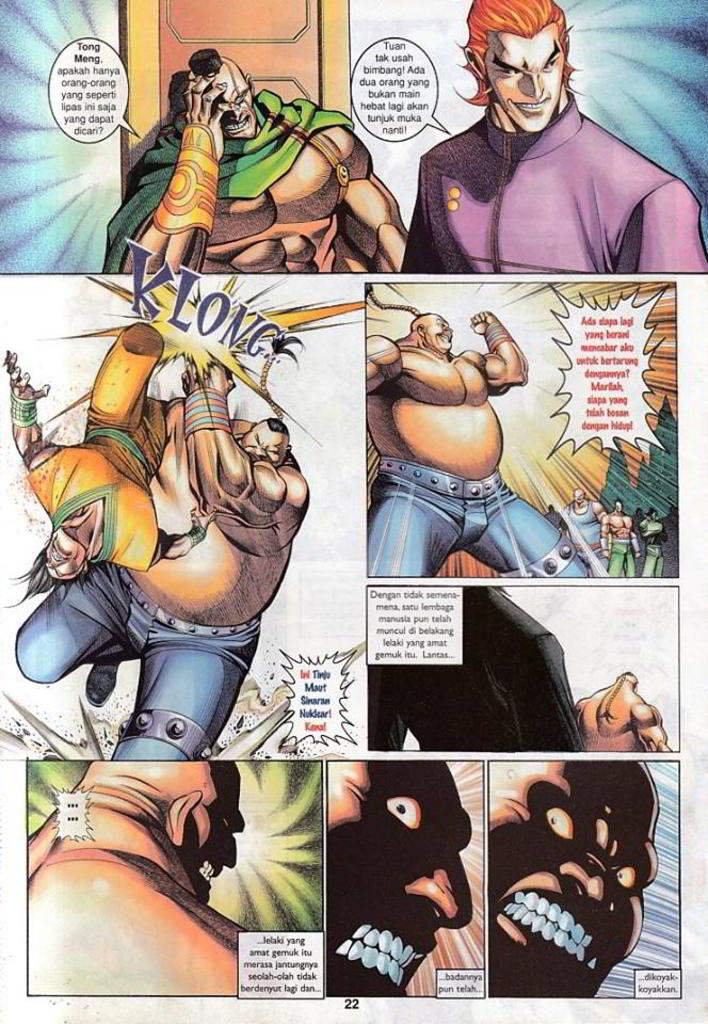 Tong
Meng,
apakah hanya
orang-orang
yang seperti
lipas ini saja
yang dapat
dicari?
Tuan
tak usah
bimbang! Ada
dua orang yang
bukan main
hebat lagi akan
tunjuk muka
nanti!
KLONG
Ada siapa lagi
yang berani
mencabar aku
untuk bertarung
dengannya?
Marilah,
siapa yang
telah bosan
dengan hidup!
Ini Tinju
Maut
Sinaran
Nuklear!
Kena!
Dengan tidak semena-
mena, satu lembaga
manusia pun telah
muncul di belakang
lelaki yang amat
gemuk itu. Lantas...
...
...
...lelaki yang
amat gemuk itu
merasa jantungnya
seolah-olah tidak
berdenyut lagi dan...
...badannya
pun telah...
...dikoyak-
koyakkan.
22